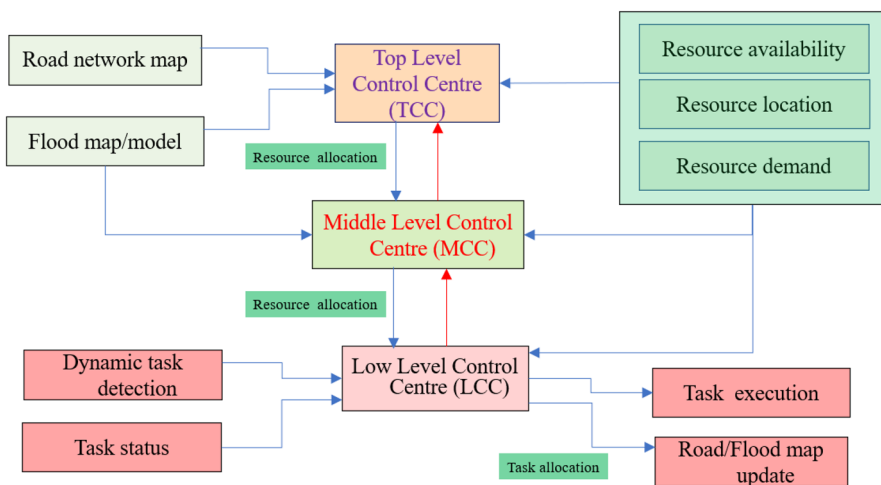 Road network map
Top Level
Control Centre
(TCC)
Resource availability
Resource location
Flood map/model
Resource allocation
Resource demand
Middle Level Control
Centre (MCC)
Resource allocation
Dynamic task
detection
Low Level Control
Centre (LCC)
Task execution
Task status
Task allocation
Road/Flood map
update